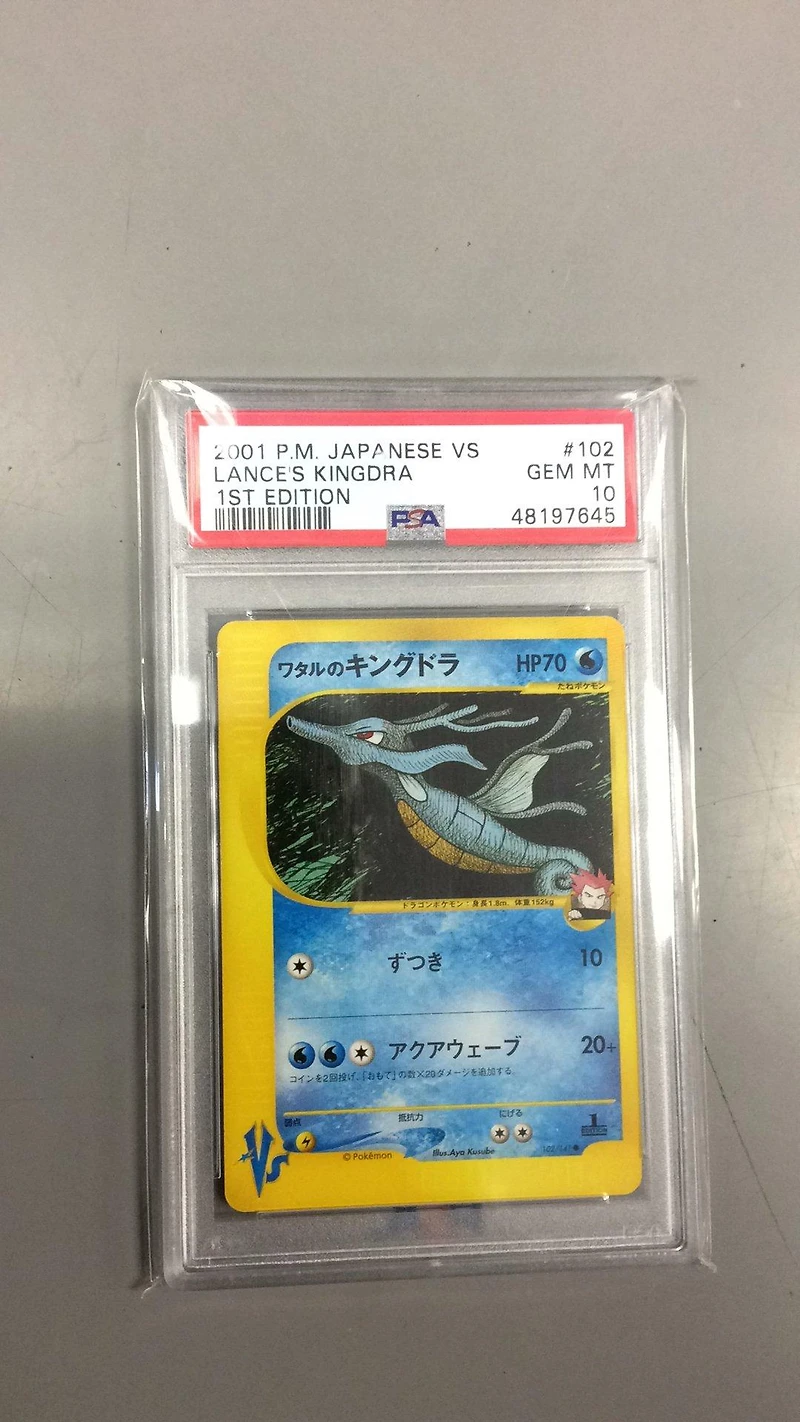 2001 P.M. JAPANESE VS #102
LANCE'S KINGDRA GEM MT
1ST EDITION 10
PSA 48197645
ワタルのキングドラ HP70
たねポケモン
ドラゴンポケモン：身長1.8m. 体重152kg
ずつき 10
アクアウェーブ 20+
コインを2回投げ、「おもて」の数×20ダメージを追加する。
弱点 抵抗力 にげる
1
EDITION
VS
©Pokémon Illus.Aya Kusube 102/141